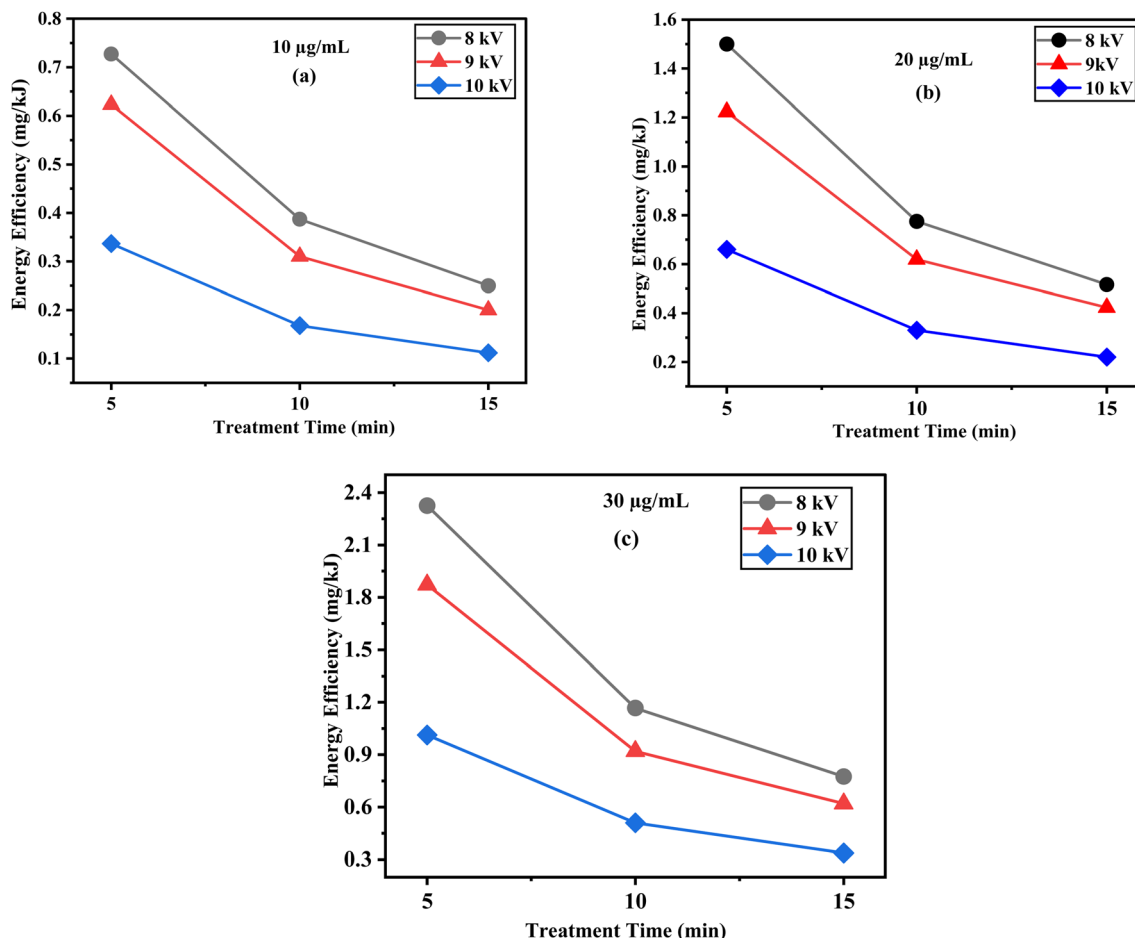 10 µg/mL
(a)
8 kV
9 kV
10 kV
Energy Efficiency (mg/kJ)
0.8
0.7
0.6
0.5
0.4
0.3
0.2
0.1
5
10
15
Treatment Time (min)
20 µg/mL
(b)
8 kV
9kV
10 kV
Energy Efficiency (mg/kJ)
1.6
1.4
1.2
1.0
0.8
0.6
0.4
0.2
5
10
15
Treatment Time (min)
30 µg/mL
(c)
8 kV
9 kV
10 kV
Energy Efficiency (mg/kJ)
2.4
2.1
1.8
1.5
1.2
0.9
0.6
0.3
5
10
15
Treatment Time (min)